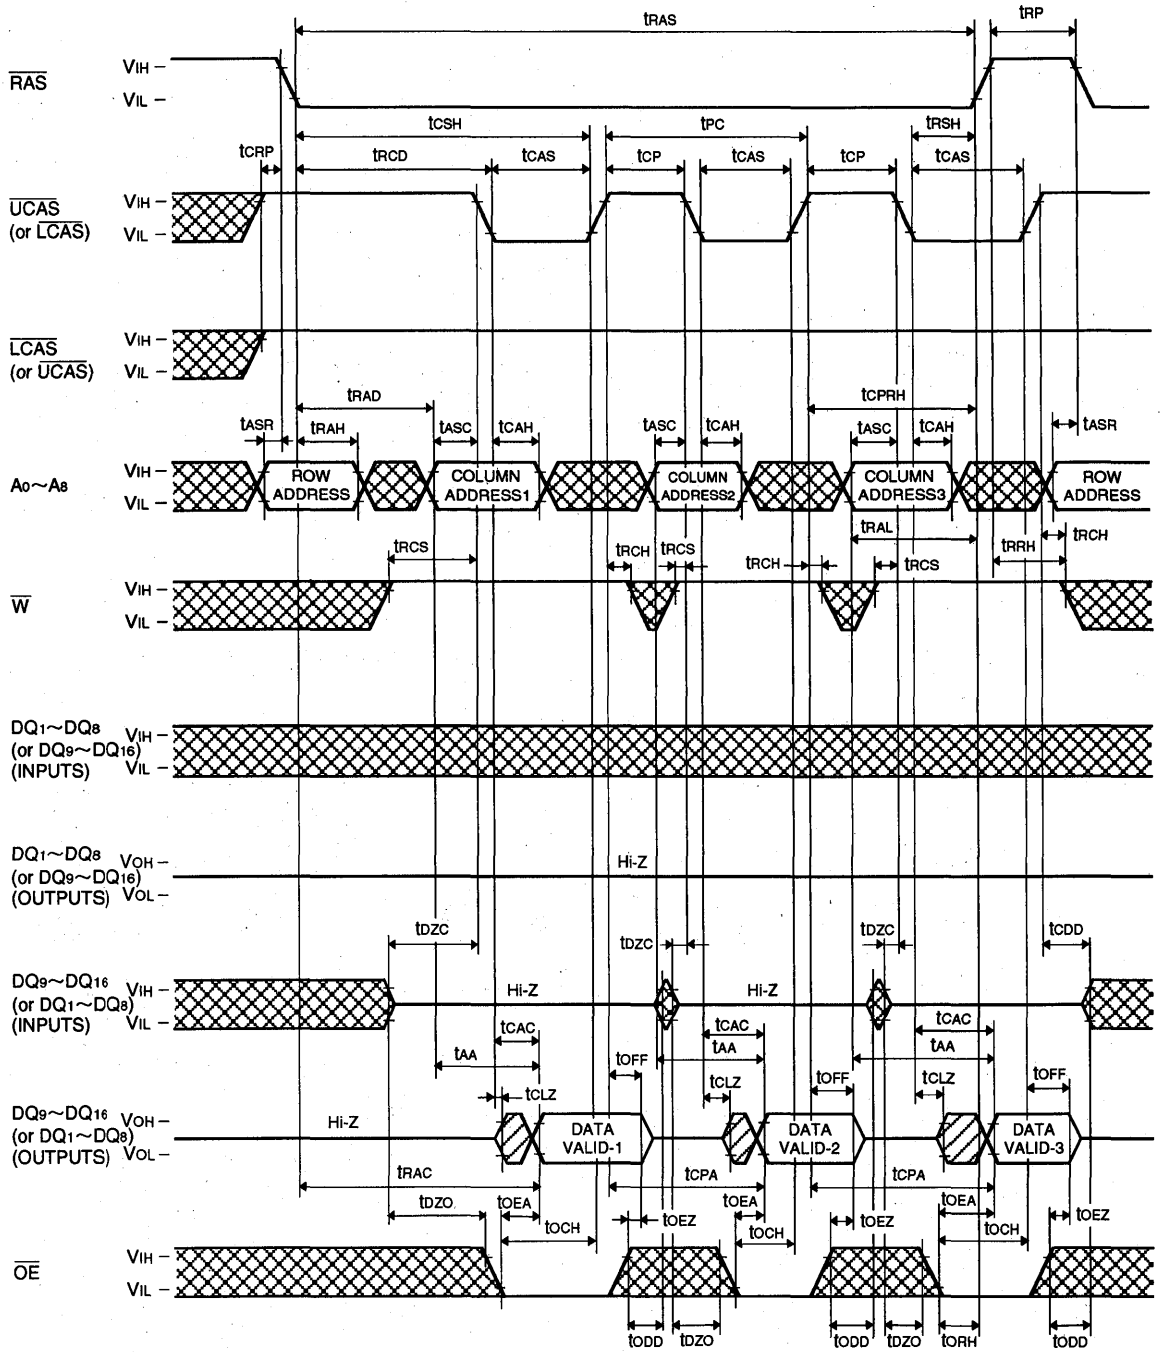 tRAS
tRP
RAS
VIH
VIL
tCSH
tPC
tRSH
tCRP
tRCD
tCAS
tCP
tCAS
tCP
tCAS
UCAS
(or LCAS)
VIH
VIL
LCAS
(or UCAS)
VIH
VIL
tRAD
tCPRH
tASR
tRAH
tASC
tCAH
tASC
tCAH
tASC
tCAH
tASR
A0~A8
VIH
VIL
ROW
ADDRESS
COLUMN
ADDRESS1
COLUMN
ADDRESS2
COLUMN
ADDRESS3
ROW
ADDRESS
tRAL
tRCS
tRCH
tRCS
tRCH
tRCS
tRRH
tRCH
W
VIH
VIL
DQ1~DQ8
(or DQ9~DQ16)
(INPUTS)
VIH
VIL
DQ1~DQ8
(or DQ9~DQ16)
(OUTPUTS)
VOH
VOL
Hi-Z
tDZC
tDZC
tDZC
tCDD
DQ9~DQ16
(or DQ1~DQ8)
(INPUTS)
VIH
VIL
Hi-Z
Hi-Z
tCAC
tCAC
tCAC
tAA
tOFF
tAA
tOFF
tAA
tOFF
tCLZ
tCLZ
tCLZ
DQ9~DQ16
(or DQ1~DQ8)
(OUTPUTS)
VOH
VOL
Hi-Z
DATA
VALID-1
DATA
VALID-2
DATA
VALID-3
tRAC
tCPA
tCPA
tDZO
tOEA
tOEZ
tOEA
tOEZ
tOEA
tOEZ
tOCH
tOCH
tOCH
OE
VIH
VIL
tODD
tDZO
tODD
tDZO
tORH
tODD